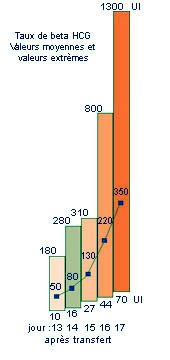 1300 UI
Taux de beta HCG
Valeurs moyennes et
valeurs extrêmes
800
350
280
310
220
180
130
80
50
10
16
27
44
70 UI
jour : 13 14 15 16 17
après transfert